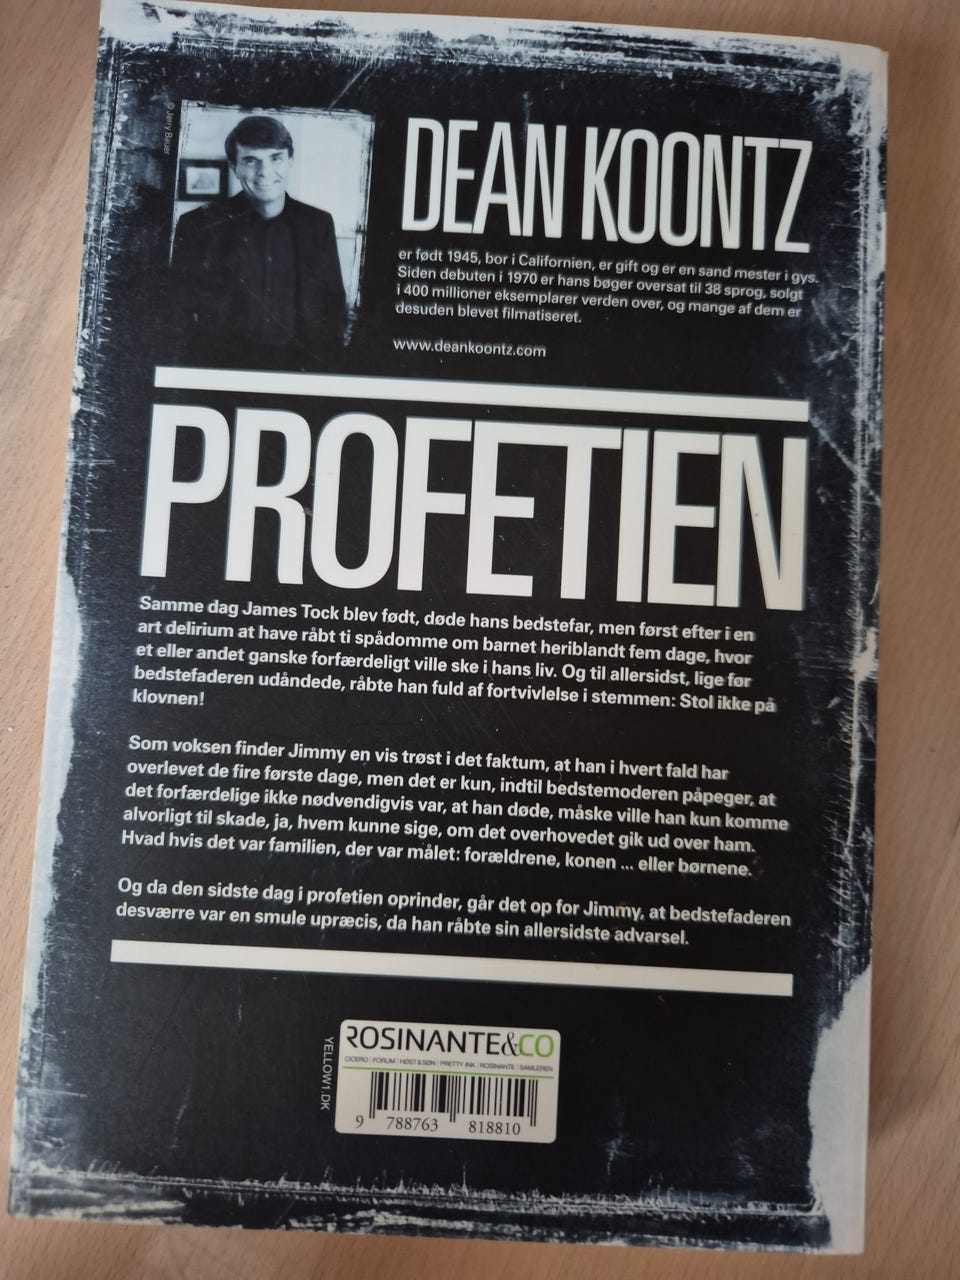 © Jerry Bauer
DEAN KOONTZ
er født 1945, bor i Californien, er gift og er en sand mester i gys.
Siden debuten i 1970 er hans bøger oversat til 38 sprog, solgt
i 400 millioner eksemplarer verden over, og mange af dem er
desuden blevet filmatiseret.
www.deankoontz.com
PROFETIEN
Samme dag James Tock blev født, døde hans bedstefar, men først efter i en
art delirium at have råbt ti spådomme om barnet heriblandt fem dage, hvor
et eller andet ganske forfærdeligt ville ske i hans liv. Og til allersidst, lige før
bedstefaderen udåndede, råbte han fuld af fortvivlelse i stemmen: Stol ikke på
klovnen!
Som voksen finder Jimmy en vis trøst i det faktum, at han i hvert fald har
overlevet de fire første dage, men det er kun, indtil bedstemoderen påpeger, at
det forfærdelige ikke nødvendigvis var, at han døde, måske ville han kun komme
alvorligt til skade, ja, hvem kunne sige, om det overhovedet gik ud over ham.
Hvad hvis det var familien, der var målet: forældrene, konen ... eller børnene.
Og da den sidste dag i profetien oprinder, går det op for Jimmy, at bedstefaderen
desværre var en smule upræcis, da han råbte sin allersidste advarsel.
YELLOW1.DK
ROSINANTE&CO
CICERO | FORUM | HØST & SØN | PRETTY INK | ROSINANTE | SAMLEREN
9 788763 818810